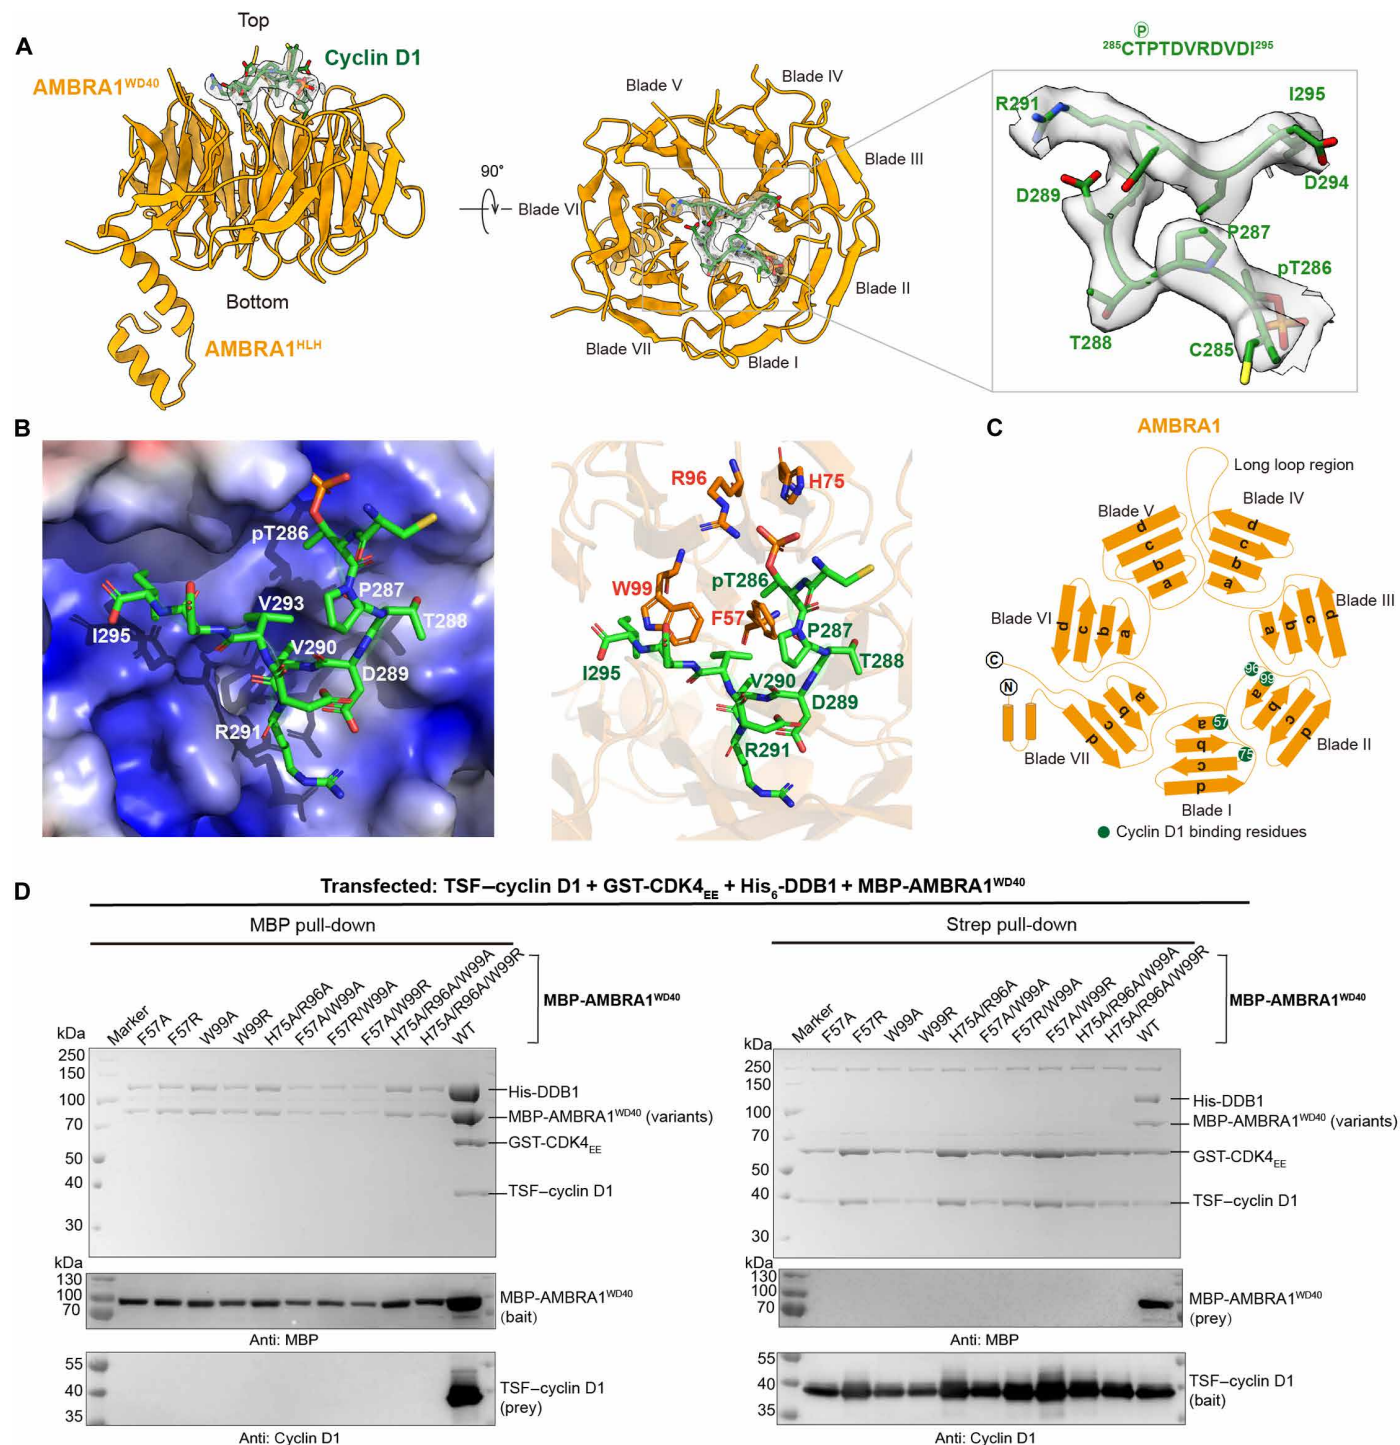 A
Top
Cyclin D1
AMBRA1WD40
Bottom
AMBRA1HLH
90°
Blade IV
Blade V
Blade III
Blade VI
Blade II
Blade VII
Blade I
P
285CTPTDVRDVDI295
R291
I295
D289
D294
P287
pT286
T288
C285
B
pT286
P287
V293
T288
I295
V290
D289
R291
R96
H75
W99
pT286
F57
P287
T288
I295
V290
D289
R291
C
AMBRA1
Long loop region
Blade IV
Blade V
d
c
b
a
d
c
b
a
Blade III
a
b
c
d
Blade VI
d
c
b
a
C
N
96
99
a
b
c
d
Blade II
a
b
c
d
Blade VII
57
75
a
b
c
d
Blade I
Cyclin D1 binding residues
D
Transfected: TSF–cyclin D1 + GST-CDK4EE + His6-DDB1 + MBP-AMBRA1WD40
MBP pull-down
Marker
F57A
F57R
W99A
W99R
H75A/R96A
F57A/W99A
F57R/W99A
F57A/W99R
H75A/R96A/W99A
H75A/R96A/W99R
WT
MBP-AMBRA1WD40
kDa
250
150
100
70
50
40
30
His-DDB1
MBP-AMBRA1WD40 (variants)
GST-CDK4EE
TSF–cyclin D1
kDa
130
100
70
MBP-AMBRA1WD40
(bait)
Anti: MBP
55
40
35
TSF–cyclin D1
(prey)
Anti: Cyclin D1
Strep pull-down
Marker
F57A
F57R
W99A
W99R
H75A/R96A
F57A/W99A
F57R/W99A
F57A/W99R
H75A/R96A/W99A
H75A/R96A/W99R
WT
MBP-AMBRA1WD40
kDa
250
150
100
70
50
40
30
His-DDB1
MBP-AMBRA1WD40 (variants)
GST-CDK4EE
TSF–cyclin D1
kDa
130
100
70
MBP-AMBRA1WD40
(prey)
Anti: MBP
55
40
35
TSF–cyclin D1
(bait)
Anti: Cyclin D1